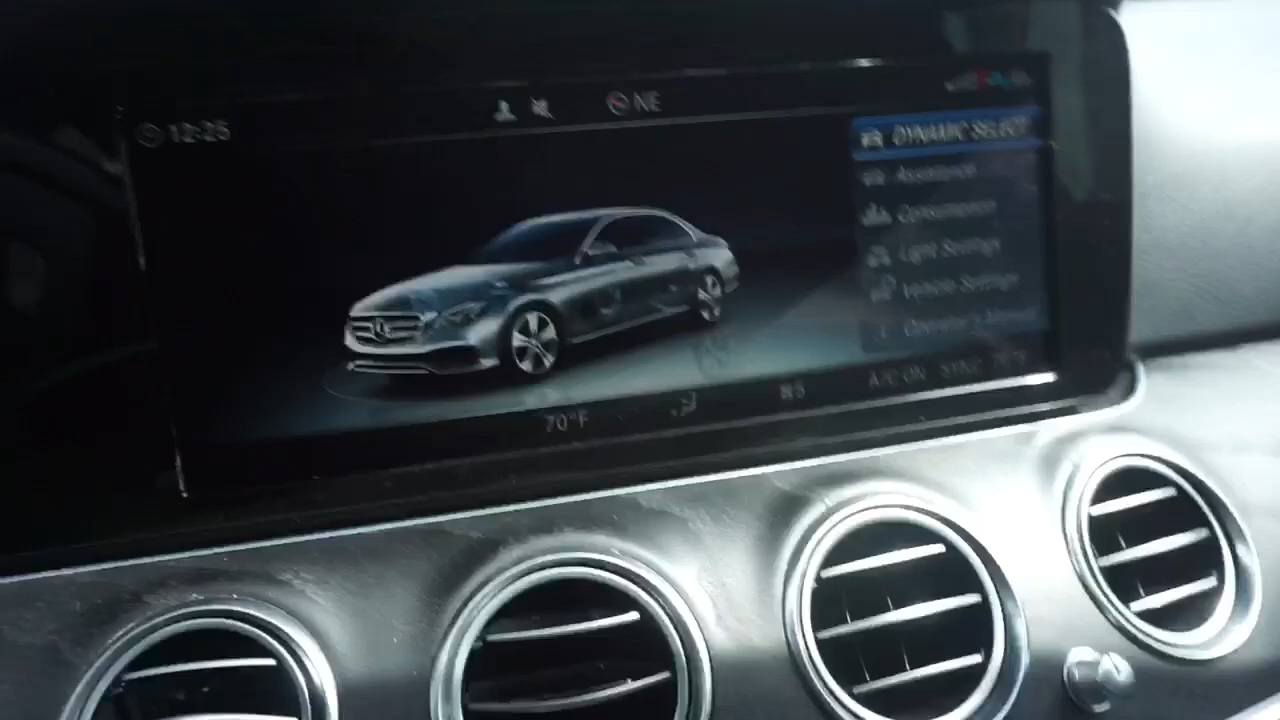 12:25
NE
DYNAMIC SELECT
Assistance
Consumption
Light Settings
Vehicle Settings
70°F
A/C ON SYNC